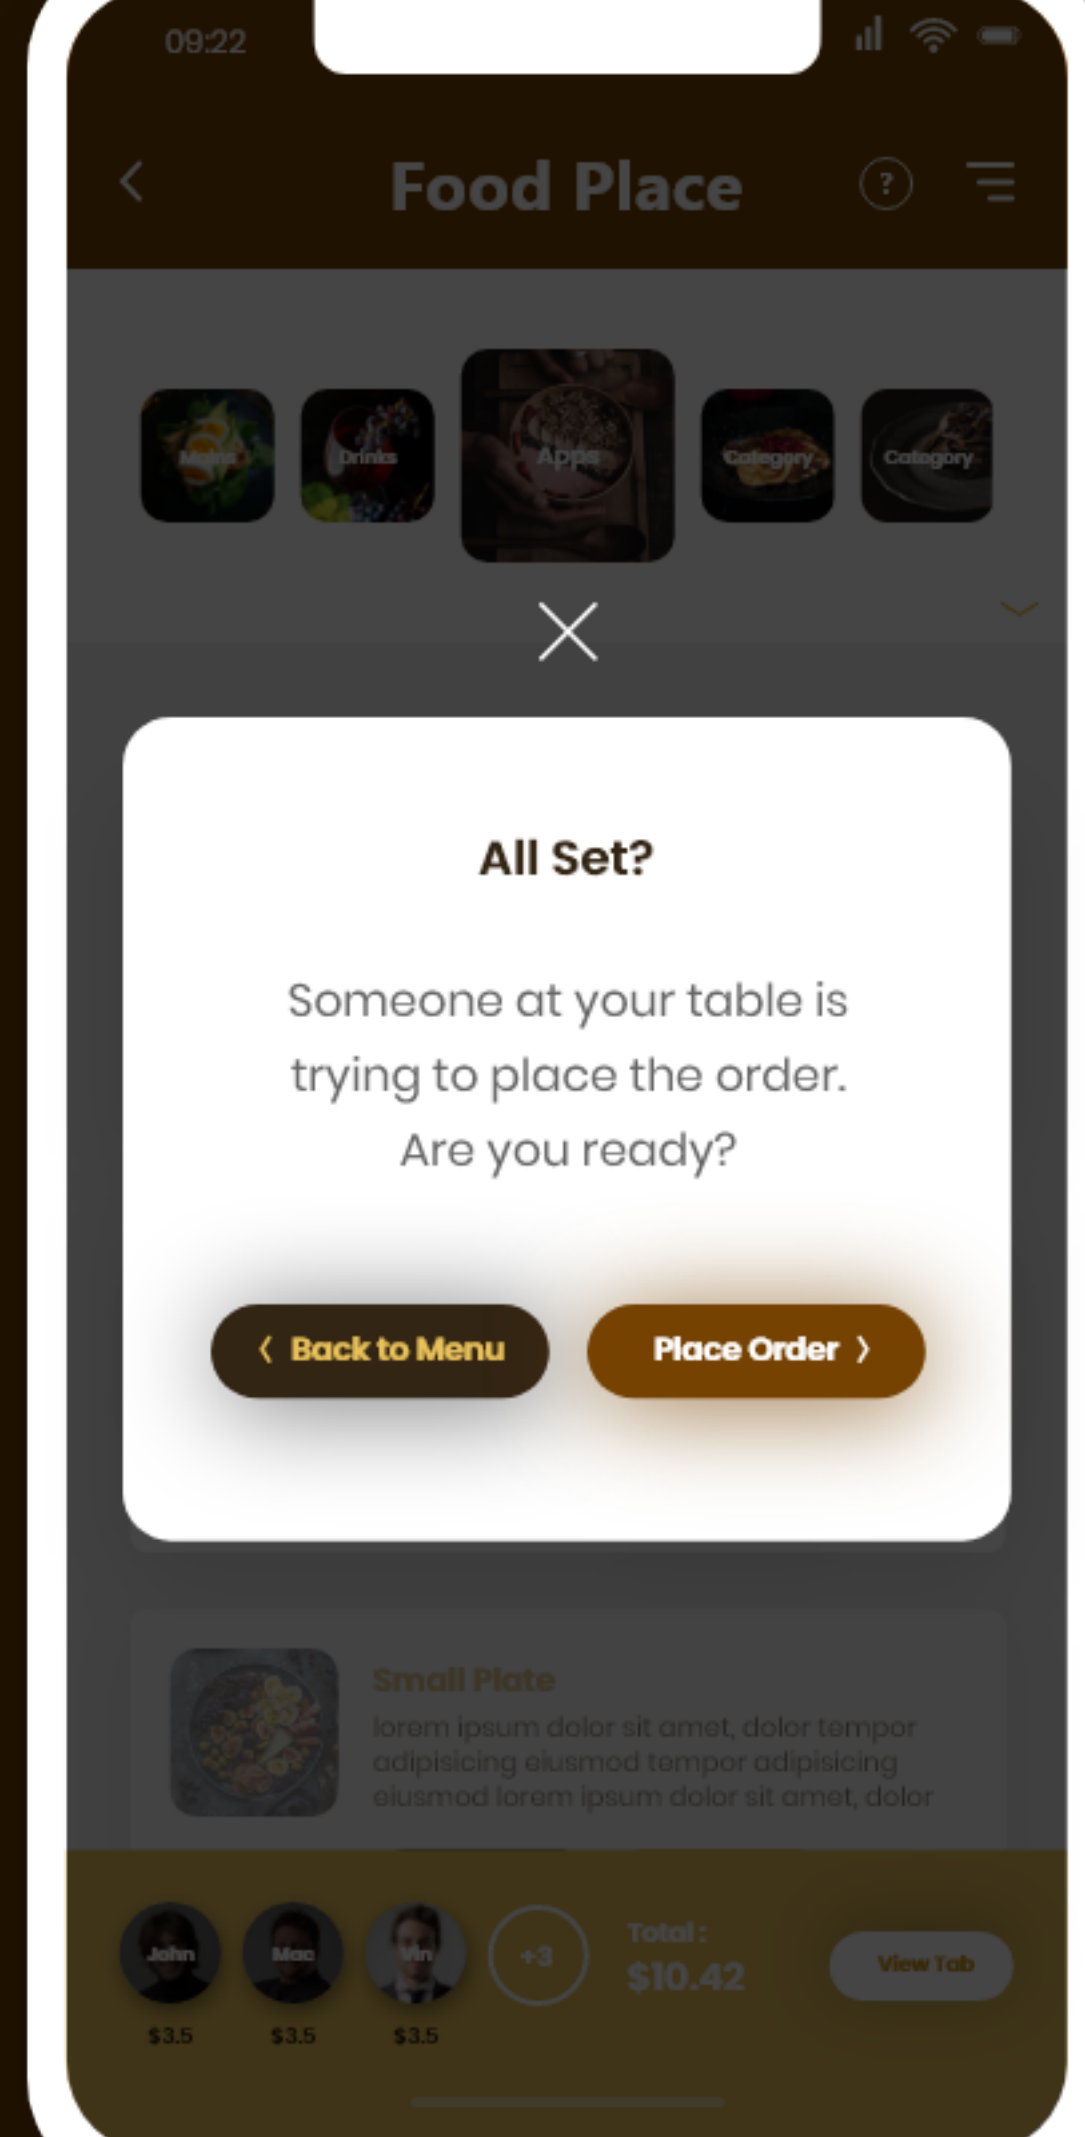 09:22
Food Place
?
Mains
Drinks
Apps
Category
Category
All Set?
Someone at your table is
trying to place the order.
Are you ready?
Back to Menu
Place Order
Small Plate
lorem ipsum dolor sit amet, dolor tempor
adipisicing eiusmod tempor adipisicing
eiusmod lorem ipsum dolor sit amet, dolor
John
Mac
Vin
+3
Total :
$10.42
View Tab
$3.5
$3.5
$3.5